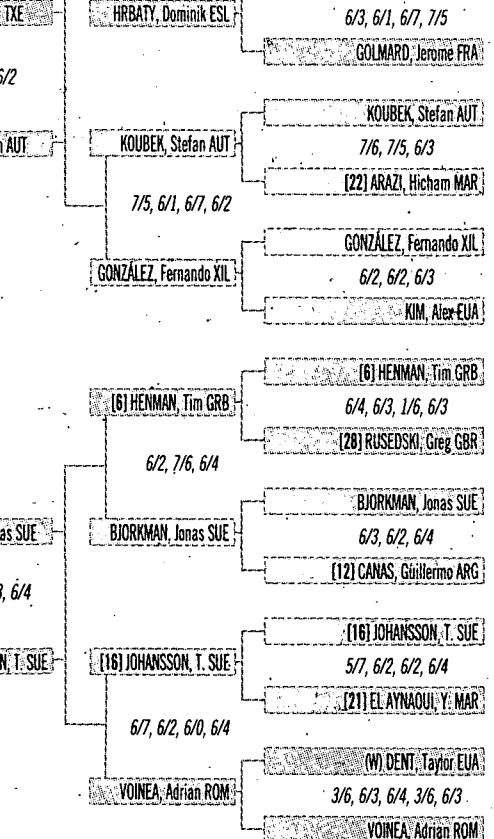 TXE
HRBATY, Dominik ESL
6/3, 6/1, 6/7, 7/5
GOLMARD, Jerome FRA
6/2
KOUBEK, Stefan AUT
AUT
KOUBEK, Stefan AUT
7/6, 7/5, 6/3
[22] ARAZI, Hicham MAR
7/5, 6/1, 6/7, 6/2
GONZÁLEZ, Fernando XIL
GONZÁLEZ, Fernando XIL
6/2, 6/2, 6/3
KIM, Alex EUA
[6] HENMAN, Tim GRB
[6] HENMAN, Tim GRB
6/4, 6/3, 1/6, 6/3
[28] RUSEDSKI, Greg GBR
6/2, 7/6, 6/4
BJORKMAN, Jonas SUE
as SUE
BJORKMAN, Jonas SUE
6/3, 6/2, 6/4
[12] CANAS, Guillermo ARG
, 6/4
[16] JOHANSSON, T. SUE
N, T. SUE
[16] JOHANSSON, T. SUE
5/7, 6/2, 6/2, 6/4
[21] EL AYNAOUI, Y. MAR
6/7, 6/2, 6/0, 6/4
(W) DENT, Taylor EUA
VOINEA, Adrian ROM
3/6, 6/3, 6/4, 3/6, 6/3
VOINEA, Adrian ROM